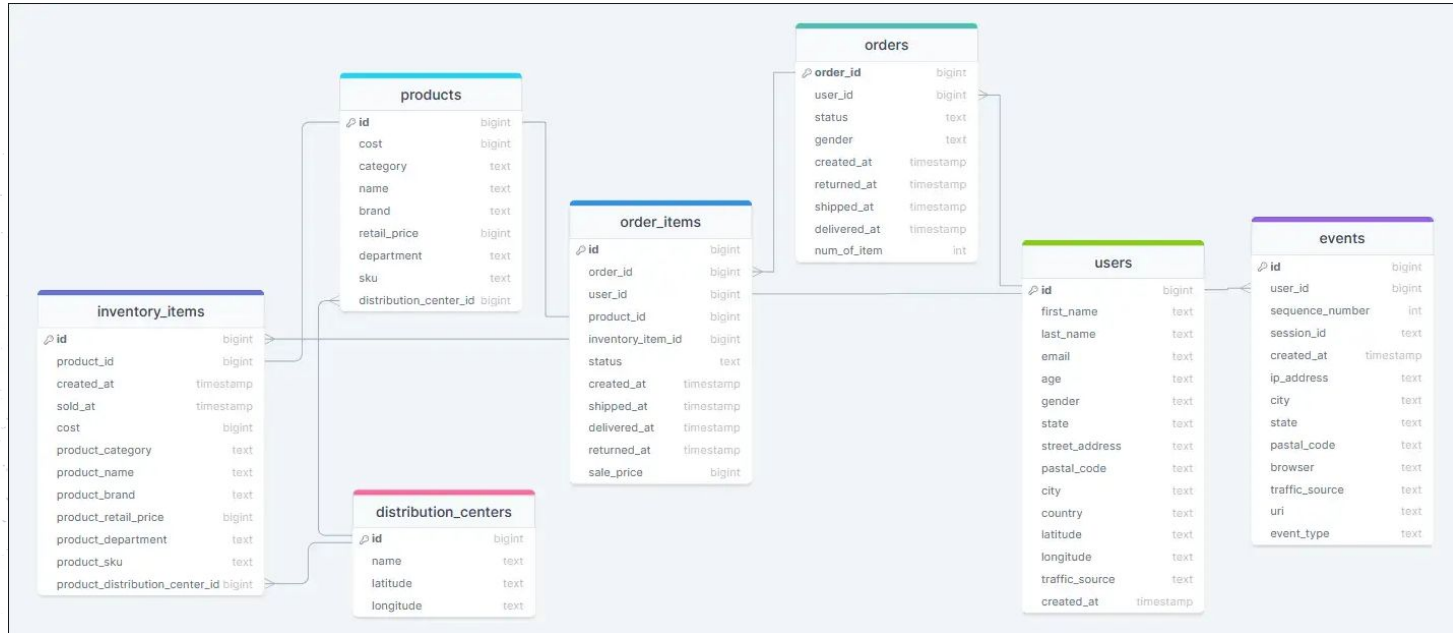 orders
order_id bigint
user_id bigint
status text
gender text
created_at timestamp
returned_at timestamp
shipped_at timestamp
delivered_at timestamp
num_of_item int
products
id bigint
cost bigint
category text
name text
brand text
retail_price bigint
department text
sku text
distribution_center_id bigint
order_items
id bigint
order_id bigint
user_id bigint
product_id bigint
inventory_item_id bigint
status text
created_at timestamp
shipped_at timestamp
delivered_at timestamp
returned_at timestamp
sale_price bigint
users
id bigint
first_name text
last_name text
email text
age text
gender text
state text
street_address text
pastal_code text
city text
country text
latitude text
longitude text
traffic_source text
created_at timestamp
events
id bigint
user_id bigint
sequence_number int
session_id text
created_at timestamp
ip_address text
city text
state text
pastal_code text
browser text
traffic_source text
uri text
event_type text
inventory_items
id bigint
product_id bigint
created_at timestamp
sold_at timestamp
cost bigint
product_category text
product_name text
product_brand text
product_retail_price bigint
product_department text
product_sku text
product_distribution_center_id bigint
distribution_centers
id bigint
name text
latitude text
longitude text